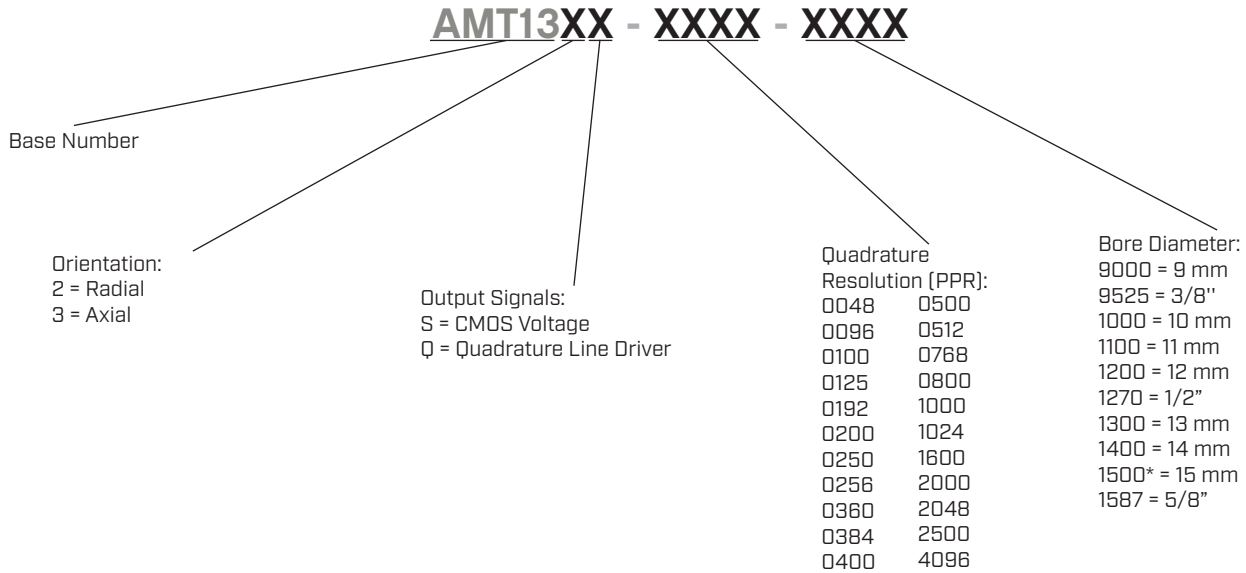 AMT13XX - XXXX - XXXX
Base Number
Orientation:
2 = Radial
3 = Axial
Output Signals:
S = CMOS Voltage
Q = Quadrature Line Driver
Quadrature
Resolution (PPR):
0048 0500
0096 0512
0100 0768
0125 0800
0192 1000
0200 1024
0250 1600
0256 2000
0360 2048
0384 2500
0400 4096
Bore Diameter:
9000 = 9 mm
9525 = 3/8''
1000 = 10 mm
1100 = 11 mm
1200 = 12 mm
1270 = 1/2”
1300 = 13 mm
1400 = 14 mm
1500* = 15 mm
1587 = 5/8”